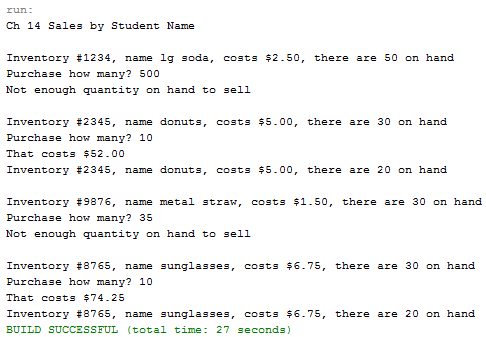 run:
Ch 14 Sales by Student Name
Inventory #1234, name lg soda, costs $2.50, there are 50 on hand
Purchase how many? 500
Not enough quantity on hand to sell
Inventory #2345, name donuts, costs $5.00, there are 30 on hand
Purchase how many? 10
That costs $52.00
Inventory #2345, name donuts, costs $5.00, there are 20 on hand
Inventory #9876, name metal straw, costs $1.50, there are 30 on hand
Purchase how many? 35
Not enough quantity on hand to sell
Inventory #8765, name sunglasses, costs $6.75, there are 30 on hand
Purchase how many? 10
That costs $74.25
Inventory #8765, name sunglasses, costs $6.75, there are 20 on hand
BUILD SUCCESSFUL (total time: 27 seconds)